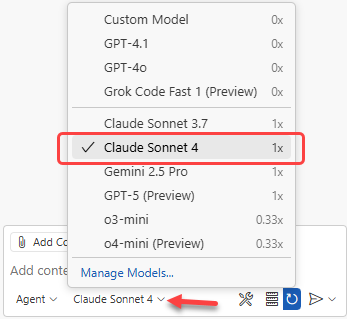 Custom Model 0x
GPT-4.1 0x
GPT-4o 0x
Grok Code Fast 1 (Preview) 0x
Claude Sonnet 3.7 1x
Claude Sonnet 4 1x
Gemini 2.5 Pro 1x
GPT-5 (Preview) 1x
o3-mini 0.33x
o4-mini (Preview) 0.33x
Manage Models...
Add Co
Add conte
Agent Claude Sonnet 4